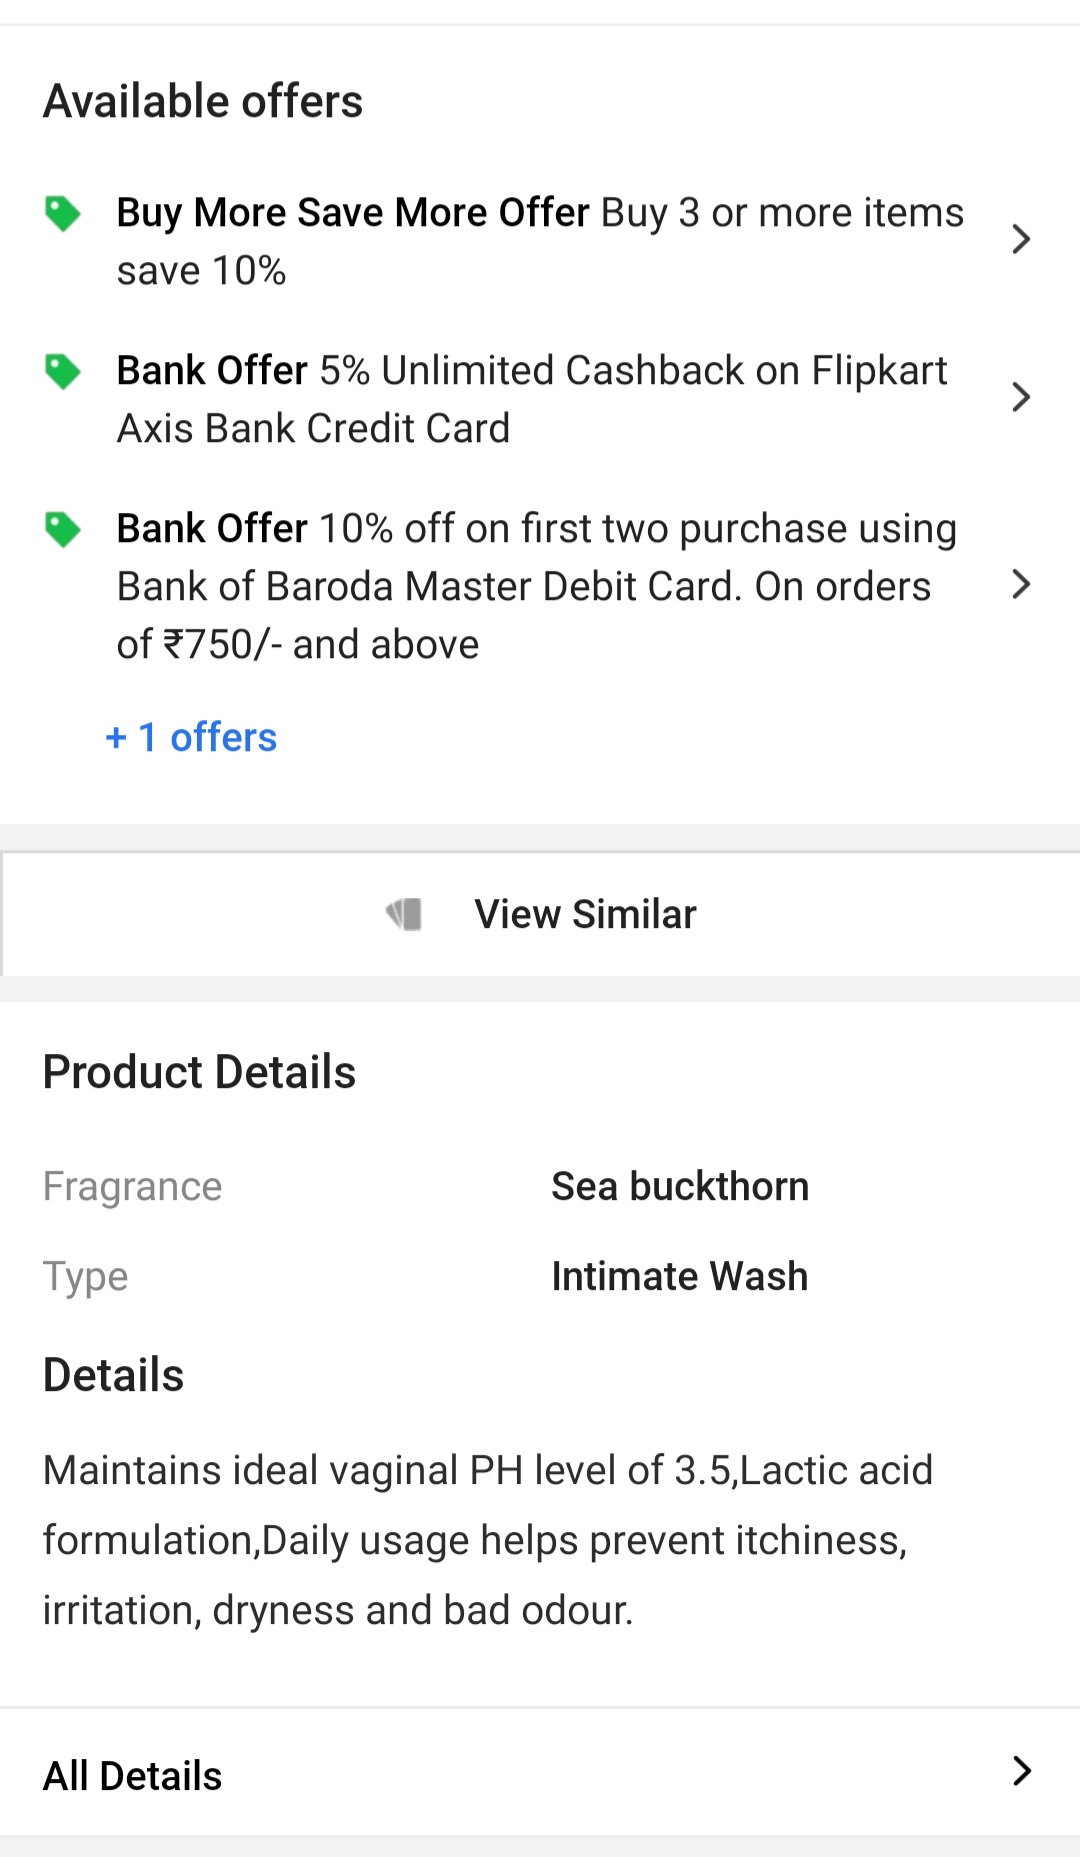 Available offers
Buy More Save More Offer Buy 3 or more items
save 10%
Bank Offer 5% Unlimited Cashback on Flipkart
Axis Bank Credit Card
Bank Offer 10% off on first two purchase using
Bank of Baroda Master Debit Card. On orders
of ₹750/- and above
+ 1 offers
View Similar
Product Details
Fragrance Sea buckthorn
Type Intimate Wash
Details
Maintains ideal vaginal PH level of 3.5,Lactic acid
formulation,Daily usage helps prevent itchiness,
irritation, dryness and bad odour.
All Details